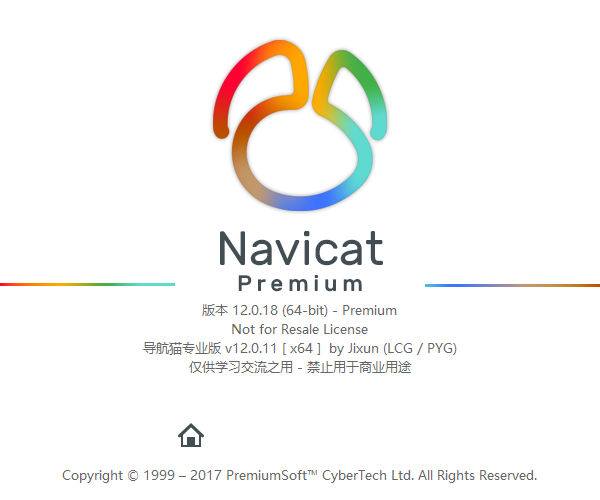 Navicat
Premium
版本 12.0.18 (64-bit) - Premium
Not for Resale License
导航猫专业版 v12.0.11 [ x64 ] by Jixun (LCG / PYG)
仅供学习交流之用 - 禁止用于商业用途
Copyright © 1999 – 2017 PremiumSoft™ CyberTech Ltd. All Rights Reserved.